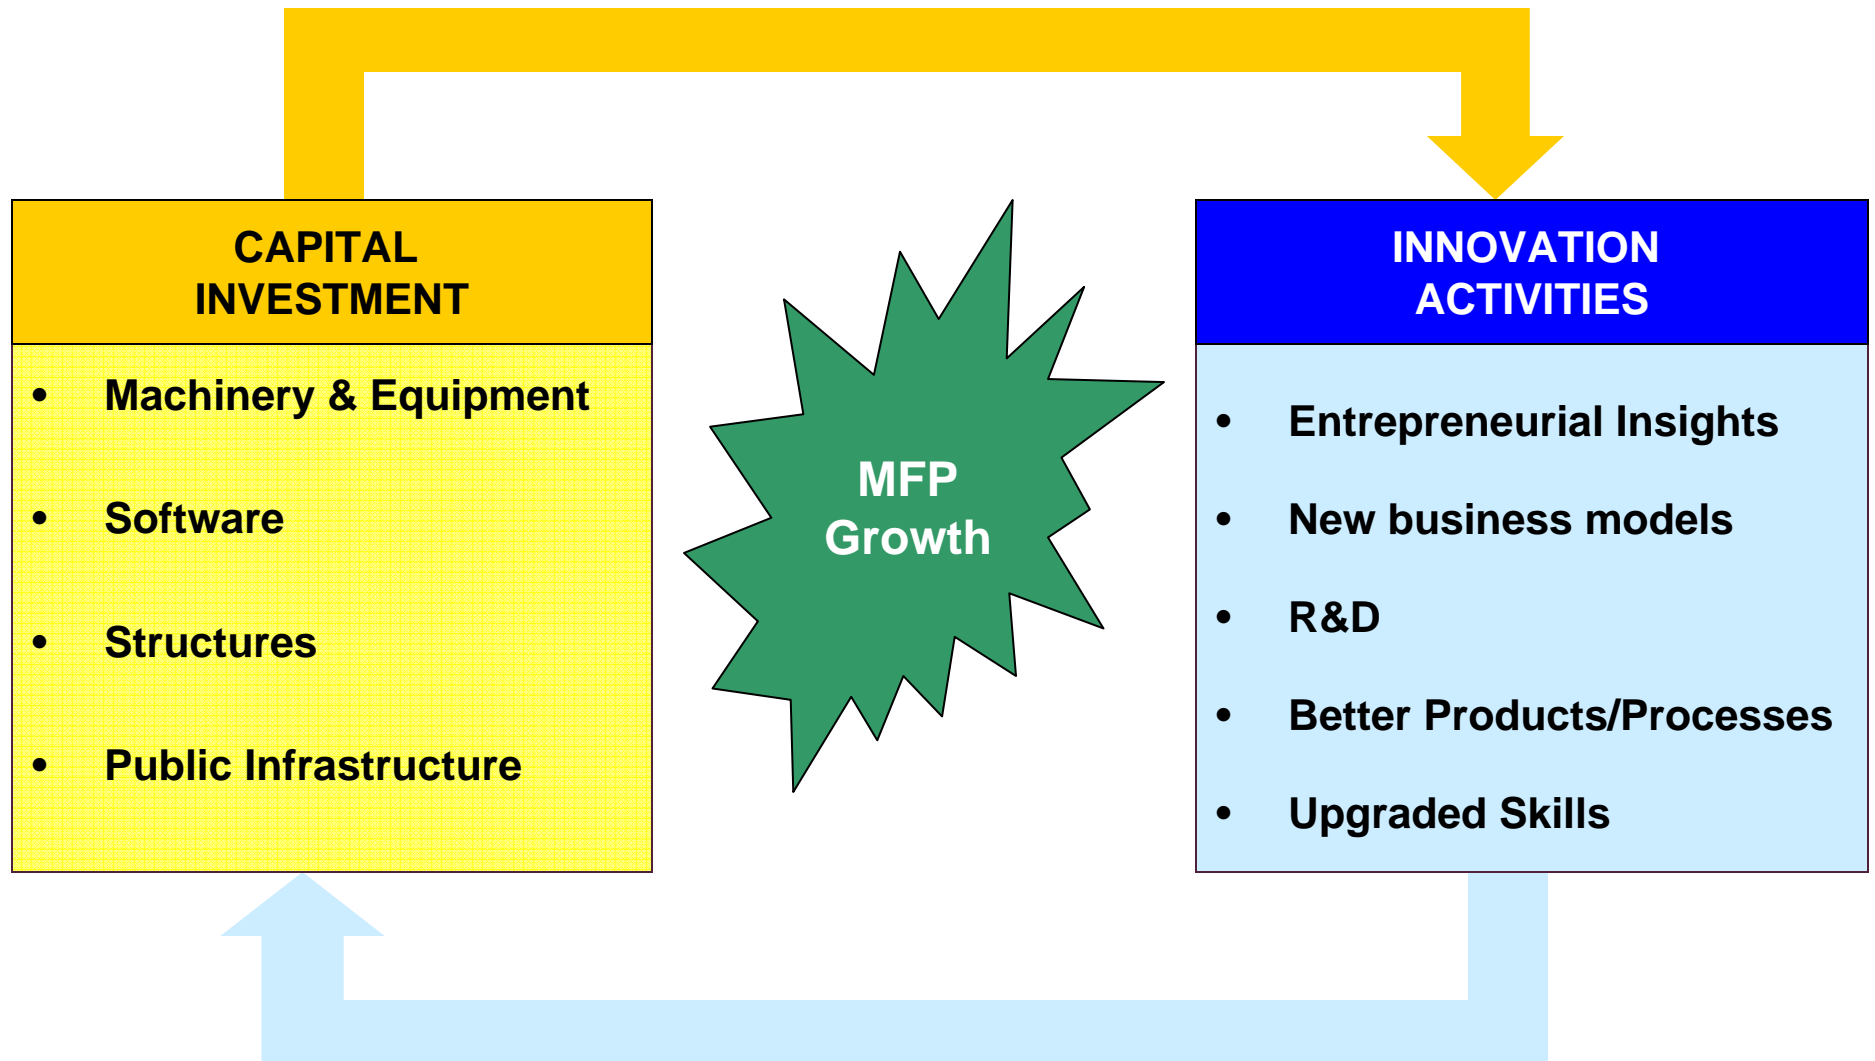 CAPITAL
INVESTMENT
• Machinery & Equipment
• Software
• Structures
• Public Infrastructure
MFP
Growth
INNOVATION
ACTIVITIES
• Entrepreneurial Insights
• New business models
• R&D
• Better Products/Processes
• Upgraded Skills